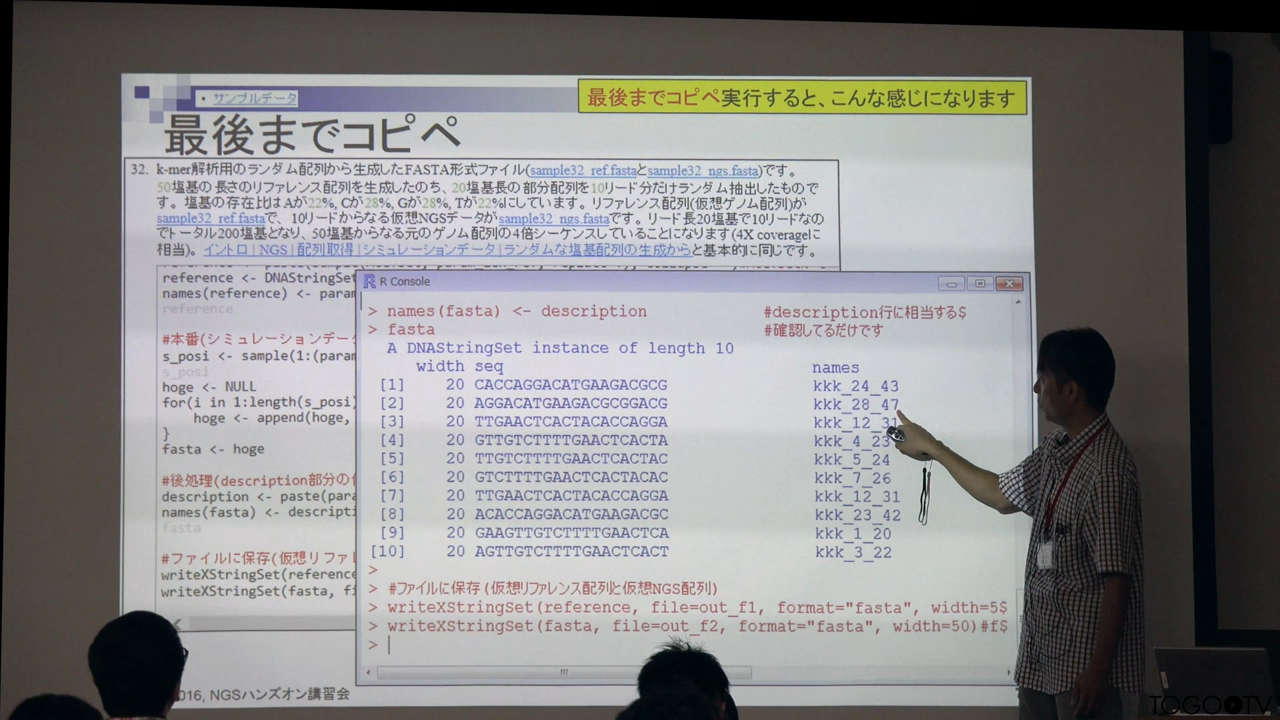 • サンプルデータ
最後までコピペ実行すると、こんな感じになります
最後までコピペ
32. k-mer解析用のランダム配列から生成したFASTA形式ファイル(sample32_ref.fastaとsample32_ngs.fasta)です。
50塩基の長さのリファレンス配列を生成したのち、20塩基長の部分配列を10リード分だけランダム抽出したもので
す。塩基の存在比はAが22%, Cが28%, Gが28%, Tが22%にしています。リファレンス配列(仮想ゲノム配列)が
sample32_ref.fastaで、10リードからなる仮想NGSデータがsample32_ngs.fastaです。リード長20塩基で10リードなの
でトータル200塩基となり、50塩基からなる元のゲノム配列の4倍シーケンスしていることになります(4X coverageに
相当)。イントロ | NGS | 配列取得 | シミュレーションデータ | ランダムな塩基配列の生成からと基本的に同じです。
reference <- DNAStringSet
names(reference) <- param
reference
#本番(シミュレーションデータ
s_posi <- sample(1:(param
s_posi
hoge <- NULL
for(i in 1:length(s_posi)
hoge <- append(hoge,
}
fasta <- hoge
#後処理(description部分の
description <- paste(para
names(fasta) <- descripti
fasta
#ファイルに保存(仮想リファレ
writeXStringSet(reference
writeXStringSet(fasta, fi
R Console
> names(fasta) <- description #description行に相当する$
> fasta #確認してるだけです
A DNAStringSet instance of length 10
width seq names
[1] 20 CACCAGGACATGAAGACGCG kkk_24_43
[2] 20 AGGACATGAAGACGCGGACG kkk_28_47
[3] 20 TTGAACTCACTACACCAGGA kkk_12_31
[4] 20 GTTGTCTTTTGAACTCACTA kkk_4_23
[5] 20 TTGTCTTTTGAACTCACTAC kkk_5_24
[6] 20 GTCTTTTGAACTCACTACAC kkk_7_26
[7] 20 TTGAACTCACTACACCAGGA kkk_12_31
[8] 20 ACACCAGGACATGAAGACGC kkk_23_42
[9] 20 GAAGTTGTCTTTTGAACTCA kkk_1_20
[10] 20 AGTTGTCTTTTGAACTCACT kkk_3_22
>
> #ファイルに保存(仮想リファレンス配列と仮想NGS配列)
> writeXStringSet(reference, file=out_f1, format="fasta", width=5$
> writeXStringSet(fasta, file=out_f2, format="fasta", width=50)#f$
>
016, NGSハンズオン講習会
TOGOTV